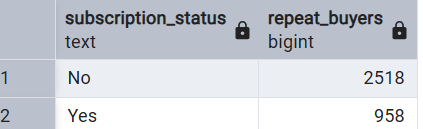 subscription_status repeat_buyers
text bigint
1 No 2518
2 Yes 958